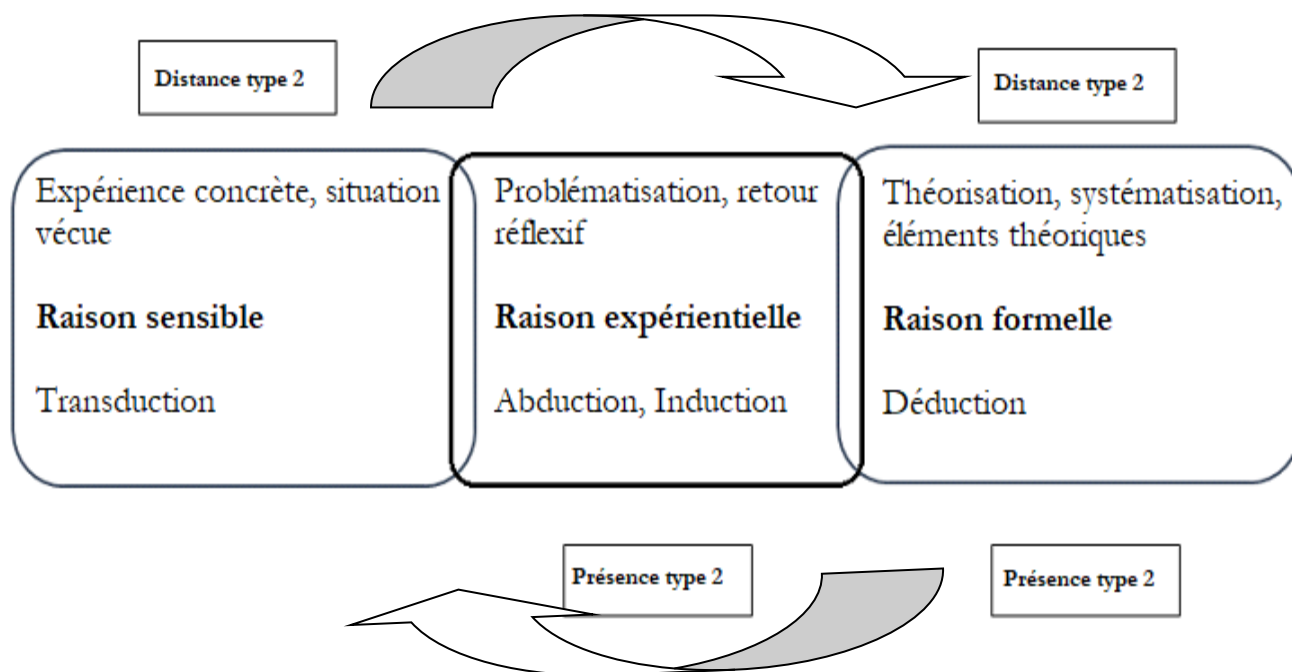 Distance type 2
Distance type 2
Expérience concrète, situation
vécue
Raison sensible
Transduction
Problématisation, retour
réflexif
Raison expérientielle
Abduction, Induction
Théorisation, systématisation,
éléments théoriques
Raison formelle
Déduction
Présence type 2
Présence type 2